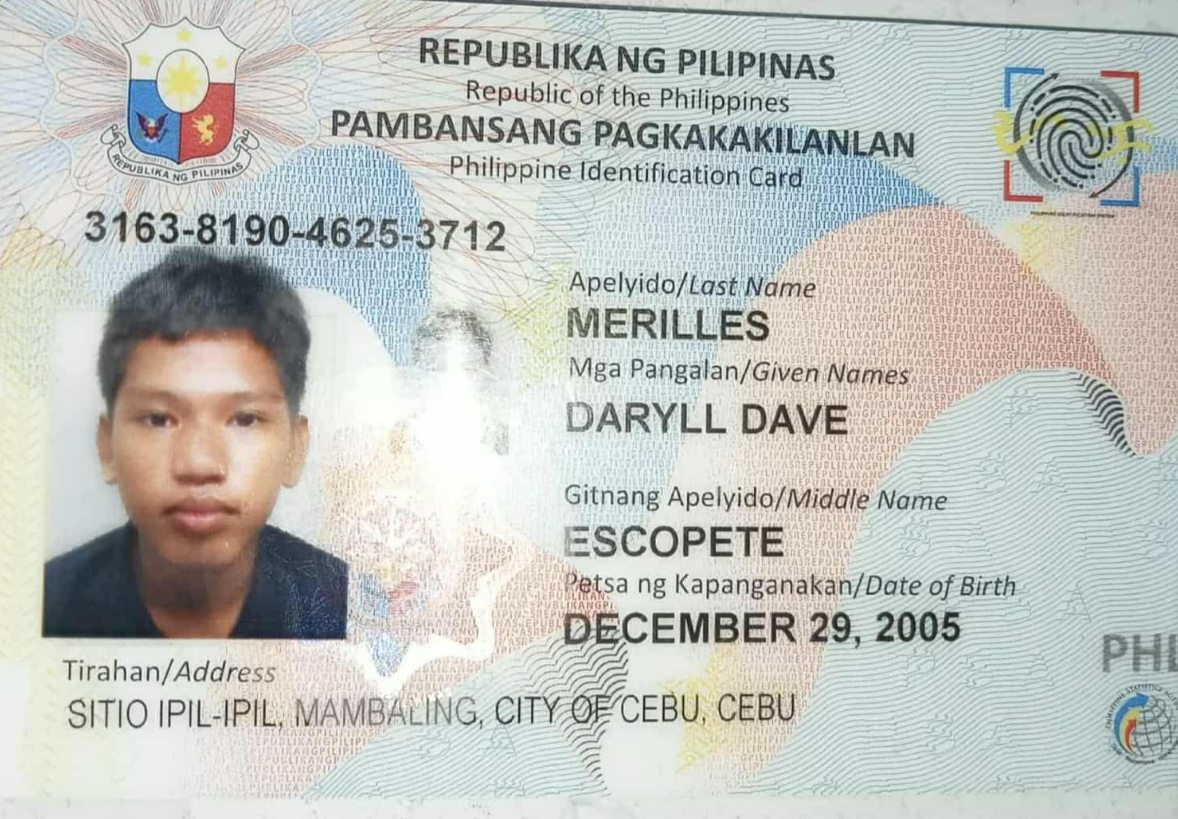 REPUBLIKA NG PILIPINAS
Republic of the Philippines
PAMBANSANG PAGKAKAKILANLAN
Philippine Identification Card
REPUBLIKA NG PILIPINAS
3163-8190-4625-3712
Apelyido/Last Name
MERILLES
Mga Pangalan/Given Names
DARYLL DAVE
Gitnang Apelyido/Middle Name
ESCOPETE
Petsa ng Kapanganakan/Date of Birth
DECEMBER 29, 2005
PHL
Tirahan/Address
SITIO IPIL-IPIL, MAMBALING, CITY OF CEBU, CEBU